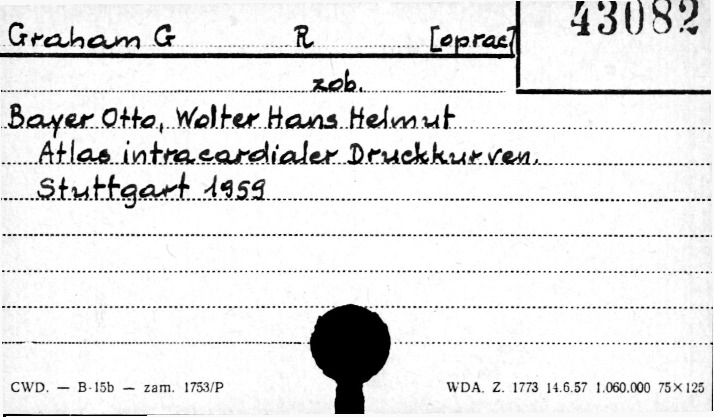 43082
Graham G R [oprac]
zob.
Bayer Otto, Wolter Hans Helmut
Atlas intracardialer Druckkurven.
Stuttgart 1959
CWD. — B-15b — zam. 1753/P WDA. Z. 1773 14.6.57 1.060.000 75×125